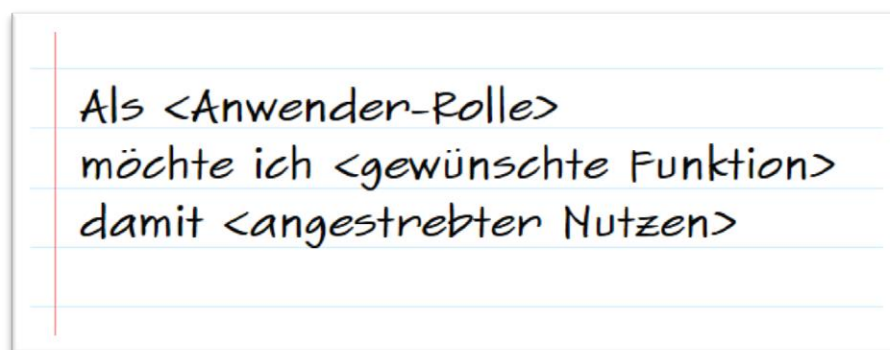 Als <Anwender-Rolle>
möchte ich <gewünschte Funktion>
damit <angestrebter Nutzen>